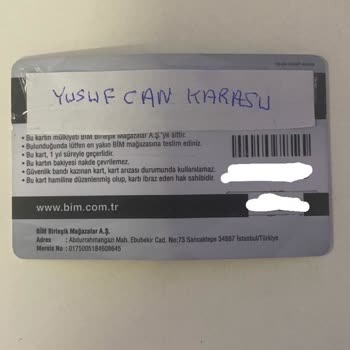 YUSUF CAN KARASU
• Bu kartın mülkiyeti BİM Birleşik Mağazalar A.Ş.'ye aittir.
• Bulunduğunda lütfen en yakın BİM mağazasına teslim ediniz.
• Bu kart, 1 yıl süreyle geçerlidir.
• Bu kartın bakiyesi nakde çevrilemez.
• Güvenlik bandı kazınan kart, kart arızası durumunda kullanılamaz.
• Bu kart hamiline düzenlenmiş olup, kartı ibraz eden hak sahibidir.
www.bim.com.tr
BİM Birleşik Mağazalar A.Ş.
Adres : Abdurrahmangazi Mah. Ebubekir Cad. No:73 Sancaktepe 34887 İstanbul/Türkiye
Mersis No : 0175005184608645